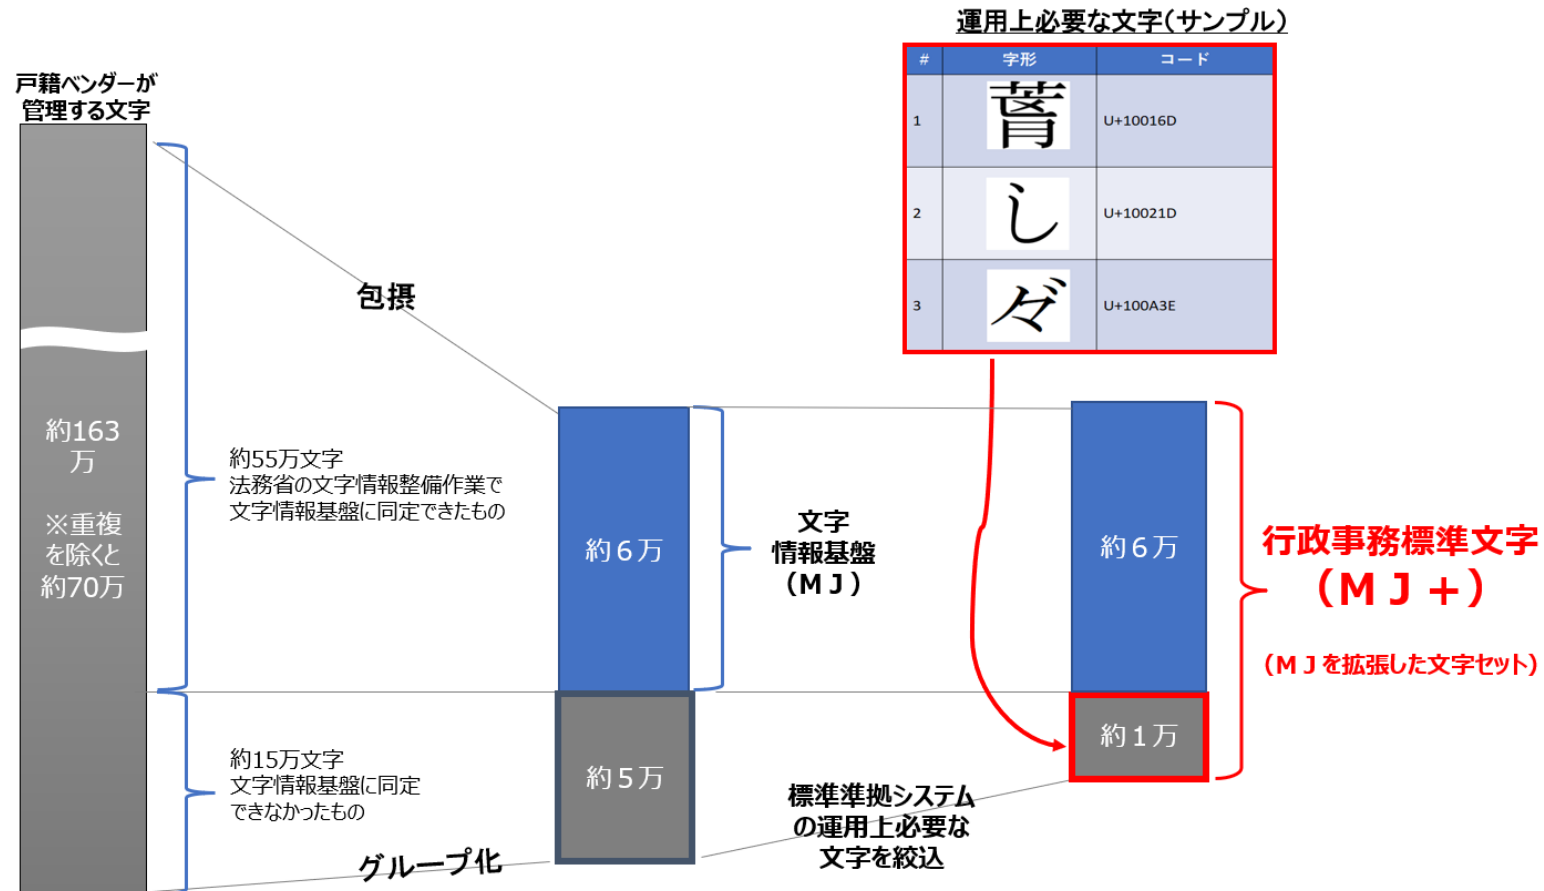 運用上必要な文字(サンプル)
# 字形 コード
1 U+10016D
2 し U+10021D
3 U+100A3E
戸籍ベンダーが
管理する文字
約163
万
※重複
を除くと
約70万
包摂
約55万文字
法務省の文字情報整備作業で
文字情報基盤に同定できたもの
約15万文字
文字情報基盤に同定
できなかったもの
グループ化
約6万
約5万
文字
情報基盤
(MJ)
標準準拠システム
の運用上必要な
文字を絞込
約6万
約1万
行政事務標準文字
(MJ+)
(MJを拡張した文字セット)